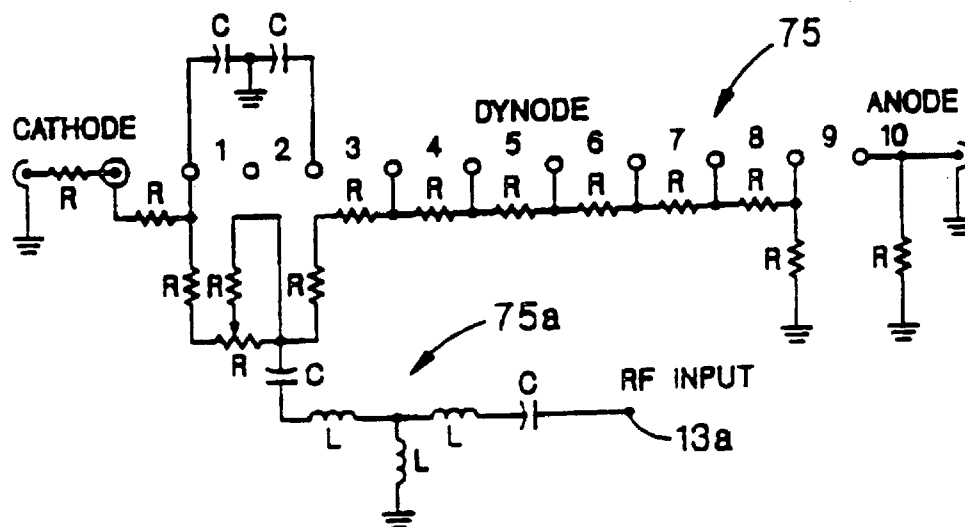 C C
75
CATHODE DYNODE ANODE
1 2 3 4 5 6 7 8 9 10
R R R R R R R R
R R R R R
R
75a
C
C RF INPUT
L L 13a
L